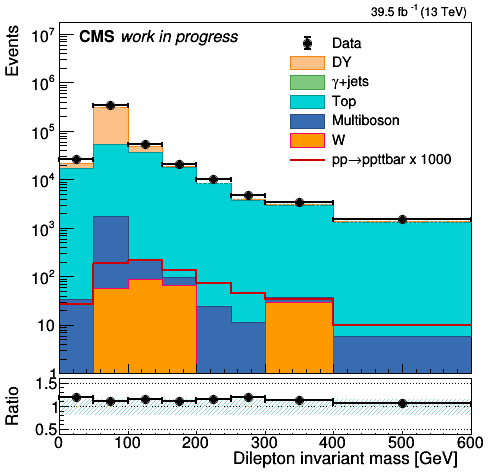 39.5 fb⁻¹ (13 TeV)
CMS work in progress
Events
10⁷
10⁶
10⁵
10⁴
10³
10²
10
1
Data
DY
γ+jets
Top
Multiboson
W
pp→ppttbar x 1000
Ratio
1.5
1
0.5
0 100 200 300 400 500 600
Dilepton invariant mass [GeV]